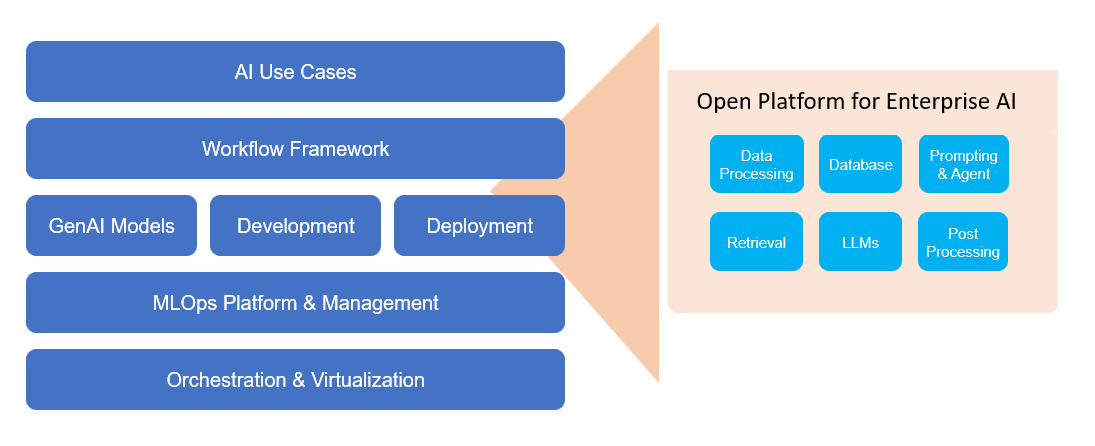 AI Use Cases
Workflow Framework
GenAI Models
Development
Deployment
MLOps Platform & Management
Orchestration & Virtualization
Open Platform for Enterprise AI
Data
Processing
Database
Prompting
& Agent
Retrieval
LLMs
Post
Processing